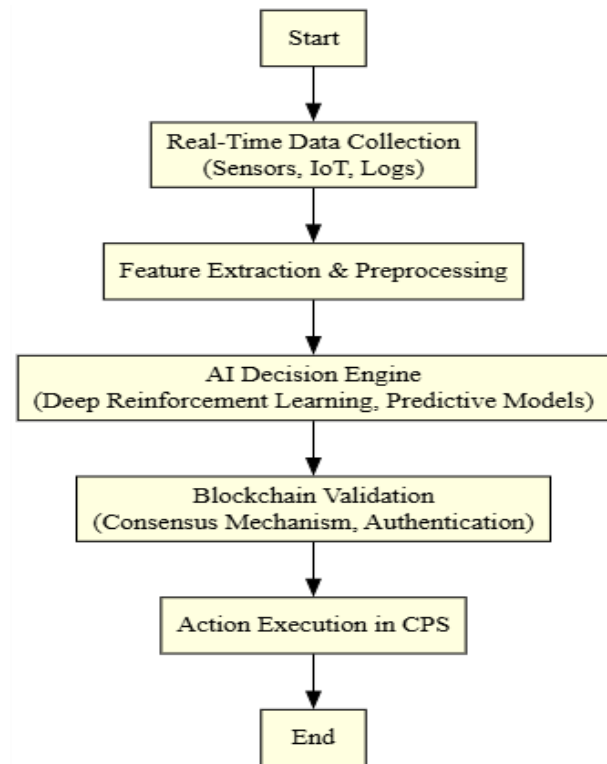 Start
Real-Time Data Collection
(Sensors, IoT, Logs)
Feature Extraction & Preprocessing
AI Decision Engine
(Deep Reinforcement Learning, Predictive Models)
Blockchain Validation
(Consensus Mechanism, Authentication)
Action Execution in CPS
End